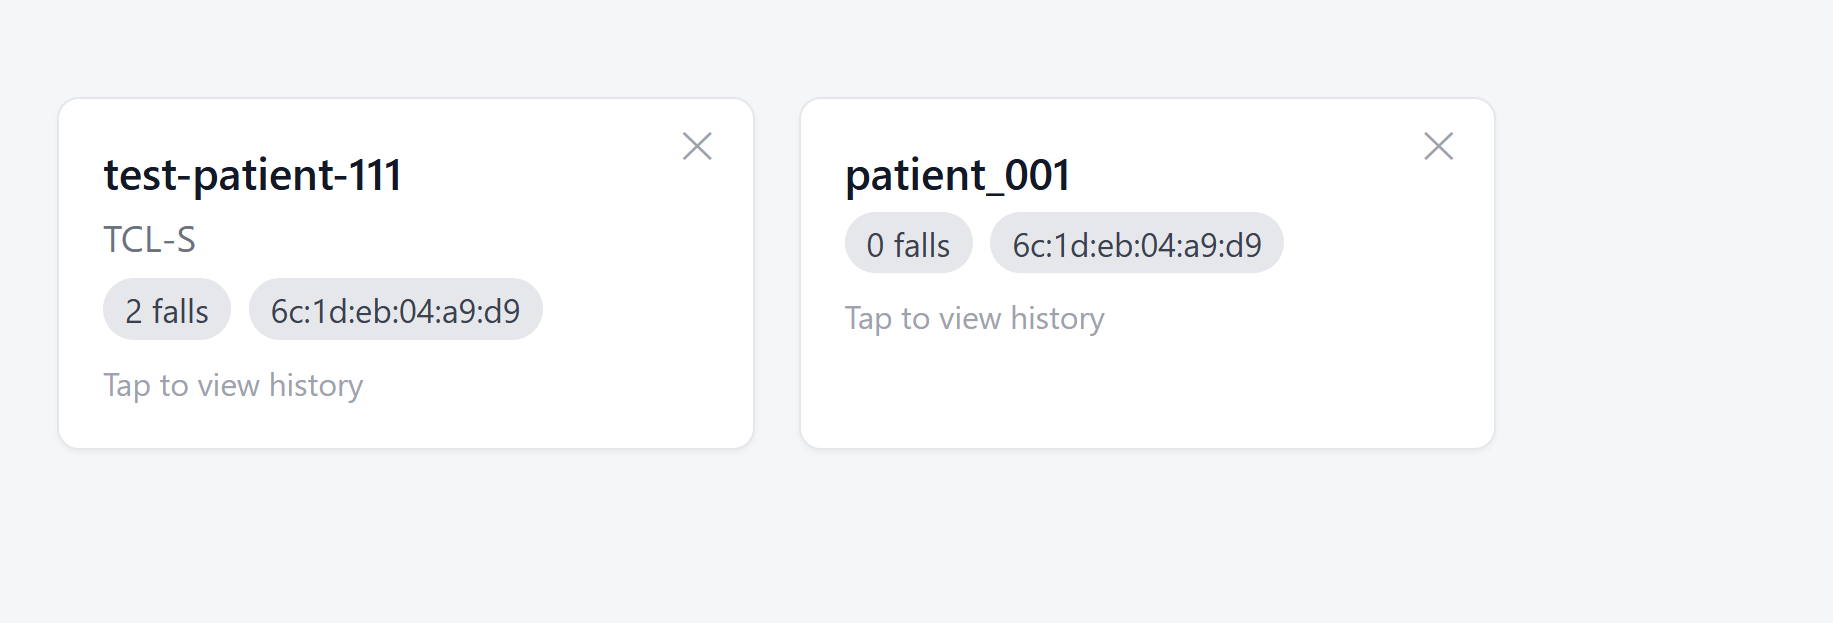 test-patient-111
TCL-S
2 falls 6c:1d:eb:04:a9:d9
Tap to view history
patient_001
0 falls 6c:1d:eb:04:a9:d9
Tap to view history